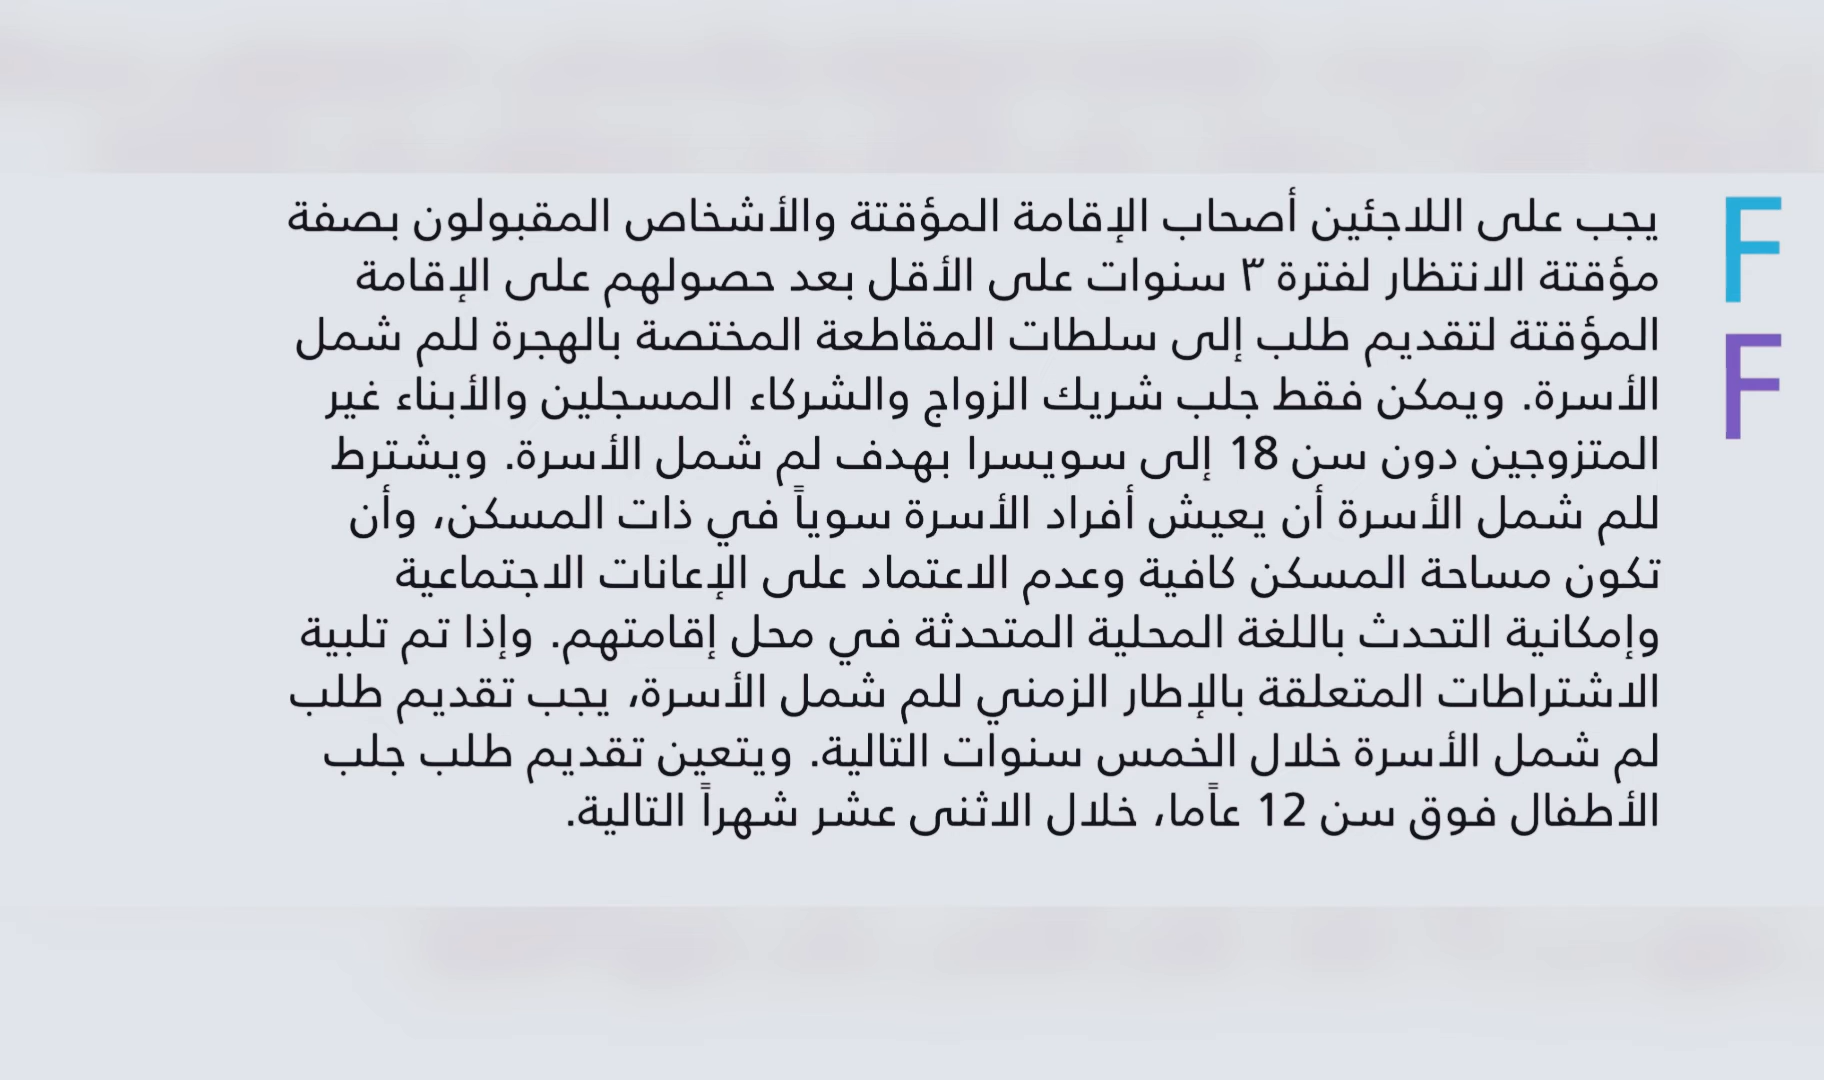 F
F
يجب على اللاجئين أصحاب الإقامة المؤقتة والأشخاص المقبولون بصفة
مؤقتة الانتظار لفترة ٣ سنوات على الأقل بعد حصولهم على الإقامة
المؤقتة لتقديم طلب إلى سلطات المقاطعة المختصة بالهجرة للم شمل
الأسرة. ويمكن فقط جلب شريك الزواج والشركاء المسجلين والأبناء غير
المتزوجين دون سن 18 إلى سويسرا بهدف لم شمل الأسرة. ويشترط
للم شمل الأسرة أن يعيش أفراد الأسرة سوياً في ذات المسكن، وأن
تكون مساحة المسكن كافية وعدم الاعتماد على الإعانات الاجتماعية
وإمكانية التحدث باللغة المحلية المتحدثة في محل إقامتهم. وإذا تم تلبية
الاشتراطات المتعلقة بالإطار الزمني للم شمل الأسرة، يجب تقديم طلب
لم شمل الأسرة خلال الخمس سنوات التالية. ويتعين تقديم طلب جلب
الأطفال فوق سن 12 عاًما، خلال الاثنى عشر شهراً التالية.